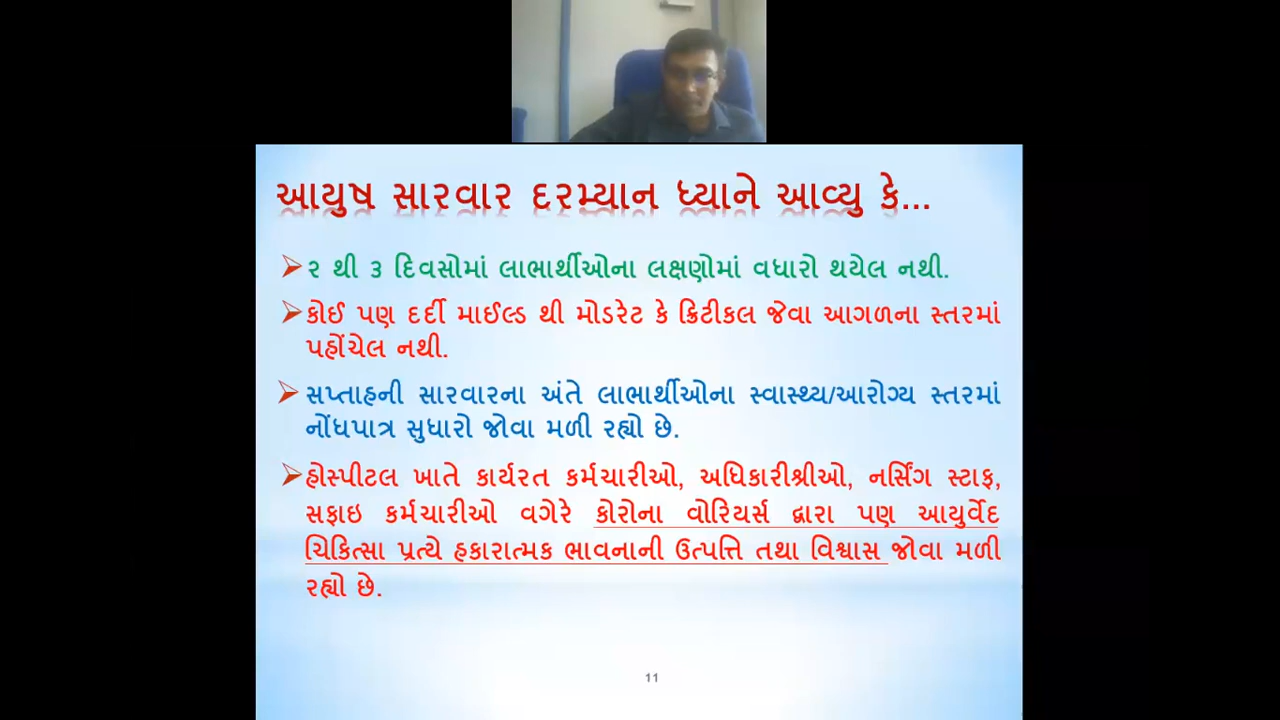 આયુષ સારવાર દરમ્યાન ધ્યાને આવ્યુ કે...
૨ થી ૩ દિવસોમાં લાભાર્થીઓના લક્ષણોમાં વધારો થયેલ નથી.
કોઈ પણ દર્દી માઈલ્ડ થી મોડરેટ કે ક્રિટીકલ જેવા આગળના સ્તરમાં
પહોંચેલ નથી.
સપ્તાહની સારવારના અંતે લાભાર્થીઓના સ્વાસ્થ્ય/આરોગ્ય સ્તરમાં
નોંધપાત્ર સુધારો જોવા મળી રહ્યો છે.
હોસ્પીટલ ખાતે કાર્યરત કર્મચારીઓ, અધિકારીશ્રીઓ, નર્સિંગ સ્ટાફ,
સફાઇ કર્મચારીઓ વગેરે કોરોના વોરિયર્સ દ્વારા પણ આયુર્વેદ
ચિકિત્સા પ્રત્યે હકારાત્મક ભાવનાની ઉત્પત્તિ તથા વિશ્વાસ જોવા મળી
રહ્યો છે.
11